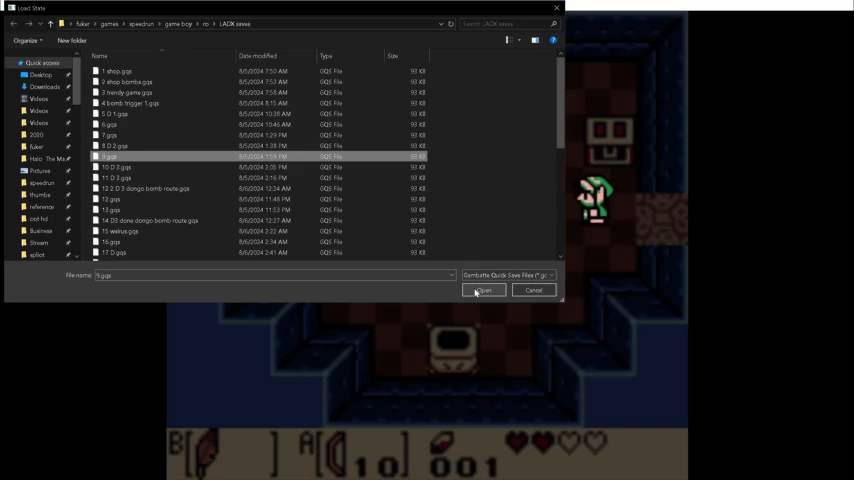 Load State
fuker › games › speedrun › game boy › ro › LADX saves
Search LADX saves
Organize
New folder
Name Date modified Type Size
Quick access
Desktop
Downloads
Videos
Videos
Videos
2020
fuker
Halo The Ma
Pictures
speedrun
thumbs
reference
oot hd
Business
Stream
spilot
1 shop.gqs 8/5/2024 7:50 AM GQS File 93 KB
2 shop bombs.gqs 8/5/2024 7:53 AM GQS File 93 KB
3 trendy game.gqs 8/5/2024 7:58 AM GQS File 93 KB
4 bomb trigger 1.gqs 8/5/2024 8:15 AM GQS File 93 KB
5 D 1.gqs 8/5/2024 10:38 AM GQS File 93 KB
6.gqs 8/5/2024 10:46 AM GQS File 93 KB
7.gqs 8/5/2024 1:29 PM GQS File 93 KB
8 D 2.gqs 8/5/2024 1:38 PM GQS File 93 KB
9.gqs 8/5/2024 1:59 PM GQS File 93 KB
10 D 3.gqs 8/5/2024 2:05 PM GQS File 93 KB
11 D 3.gqs 8/5/2024 2:16 PM GQS File 93 KB
12 2 D 3 dongo bomb route.gqs 8/6/2024 12:24 AM GQS File 93 KB
12.gqs 8/5/2024 11:48 PM GQS File 93 KB
13.gqs 8/5/2024 11:53 PM GQS File 93 KB
14 D3 done dongo bomb route.gqs 8/6/2024 12:27 AM GQS File 93 KB
15 walrus.gqs 8/6/2024 2:22 AM GQS File 93 KB
16.gqs 8/6/2024 2:34 AM GQS File 93 KB
17 D.gqs 8/6/2024 2:41 AM GQS File 93 KB
File name: 9.gqs
Gambatte Quick Save Files (*.gc
Open
Cancel
B[ ] A[ 10] 001